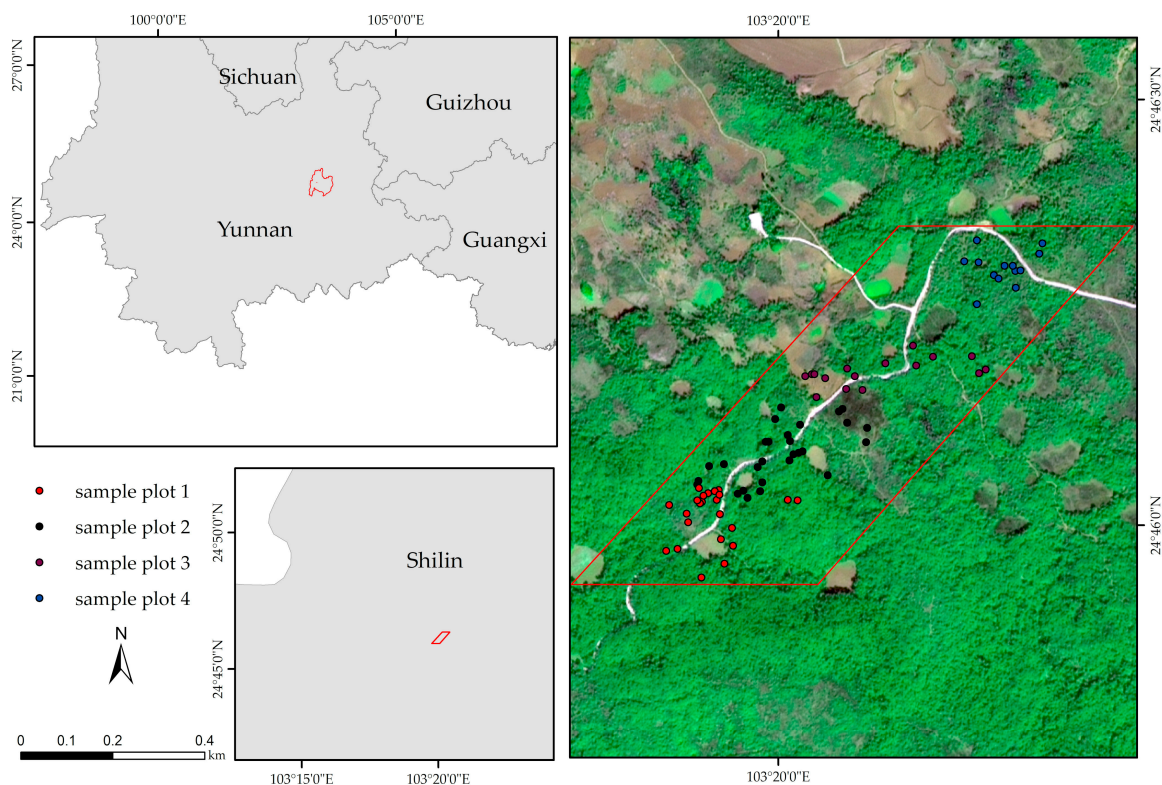 100°0'0"E
105°0'0"E
27°0'0"N
24°0'0"N
21°0'0"N
Sichuan
Guizhou
Yunnan
Guangxi
sample plot 1
sample plot 2
sample plot 3
sample plot 4
N
0 0.1 0.2 0.4
km
24°50'0"N
24°45'0"N
Shilin
103°15'0"E
103°20'0"E
103°20'0"E
24°46'30"N
24°46'0"N
103°20'0"E